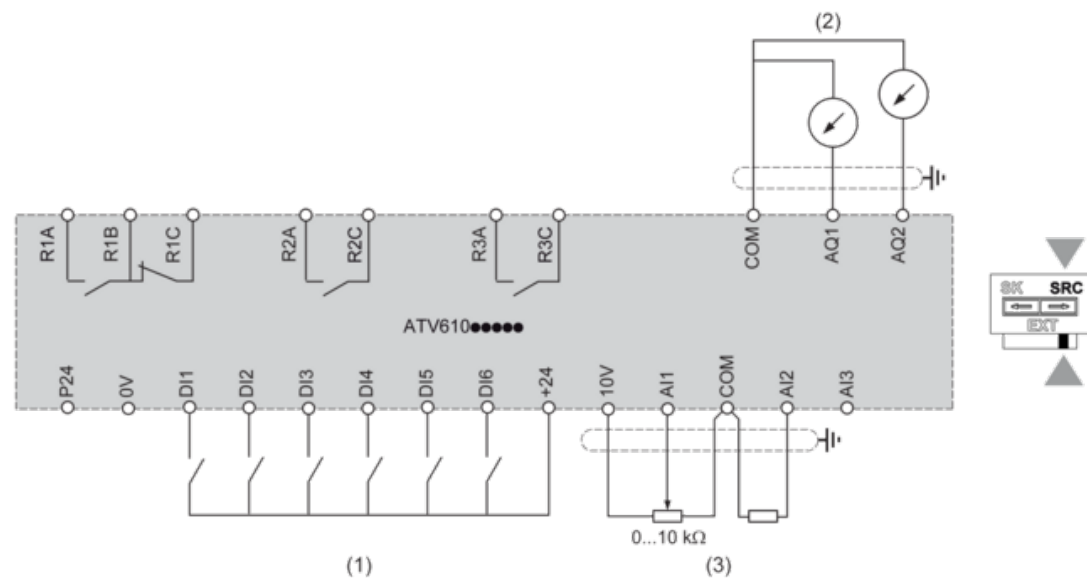 (2)
R1A
R1B
R1C
R2A
R2C
R3A
R3C
COM
AQ1
AQ2
SK SRC
EXT
ATV610●●●●●
P24
0V
DI1
DI2
DI3
DI4
DI5
DI6
+24
10V
AI1
COM
AI2
AI3
0...10 kΩ
(1)
(3)